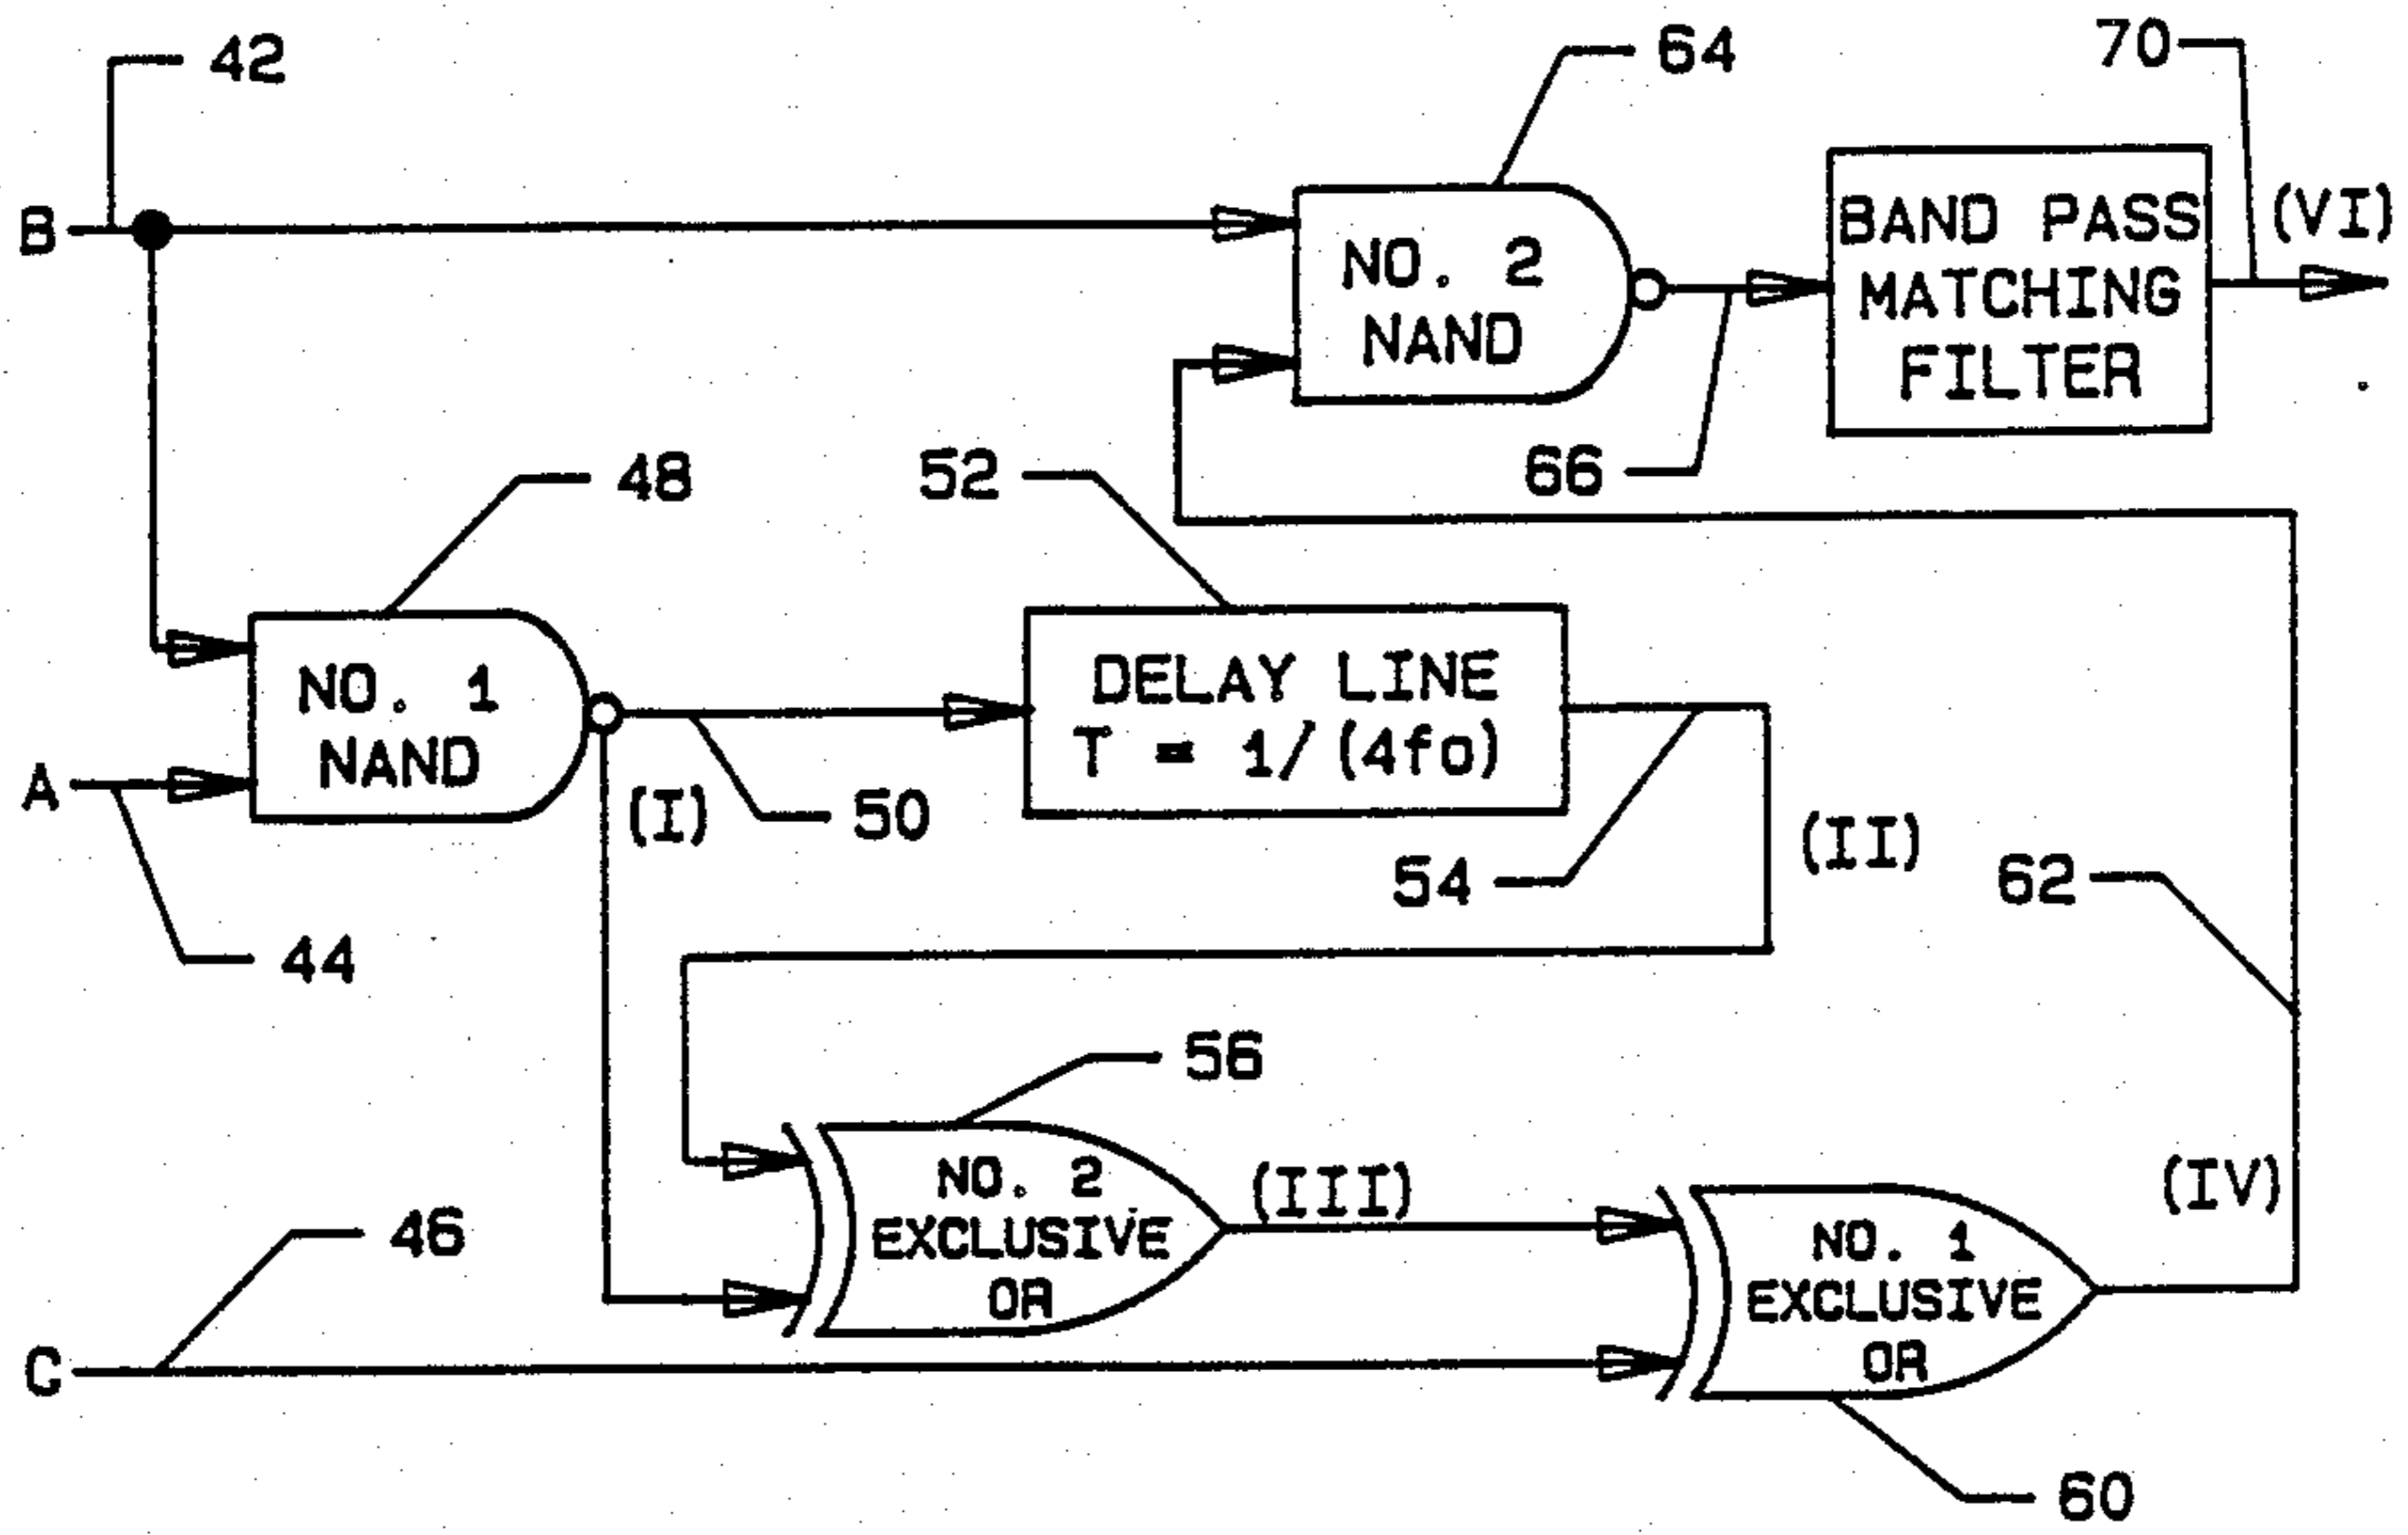 42
64
70
B
NO. 2
NAND
BAND PASS
MATCHING
FILTER
(VI)
48
52
66
NO. 1
NAND
A
(I)
50
DELAY LINE
T = 1/(4fo)
54
(II)
62
44
56
46
NO. 2
EXCLUSIVE
OR
(III)
(IV)
NO. 1
EXCLUSIVE
OR
C
60